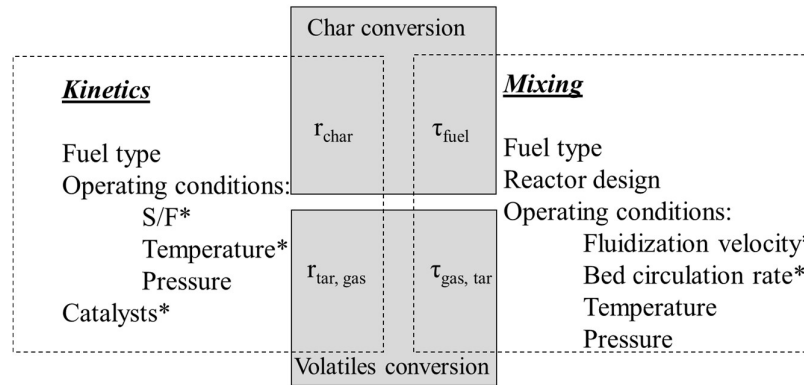 Char conversion
Kinetics
Fuel type
Operating conditions:
S/F*
Temperature*
Pressure
Catalysts*
r_char
τ_fuel
r_tar, gas
τ_gas, tar
Mixing
Fuel type
Reactor design
Operating conditions:
Fluidization velocity*
Bed circulation rate*
Temperature
Pressure
Volatiles conversion